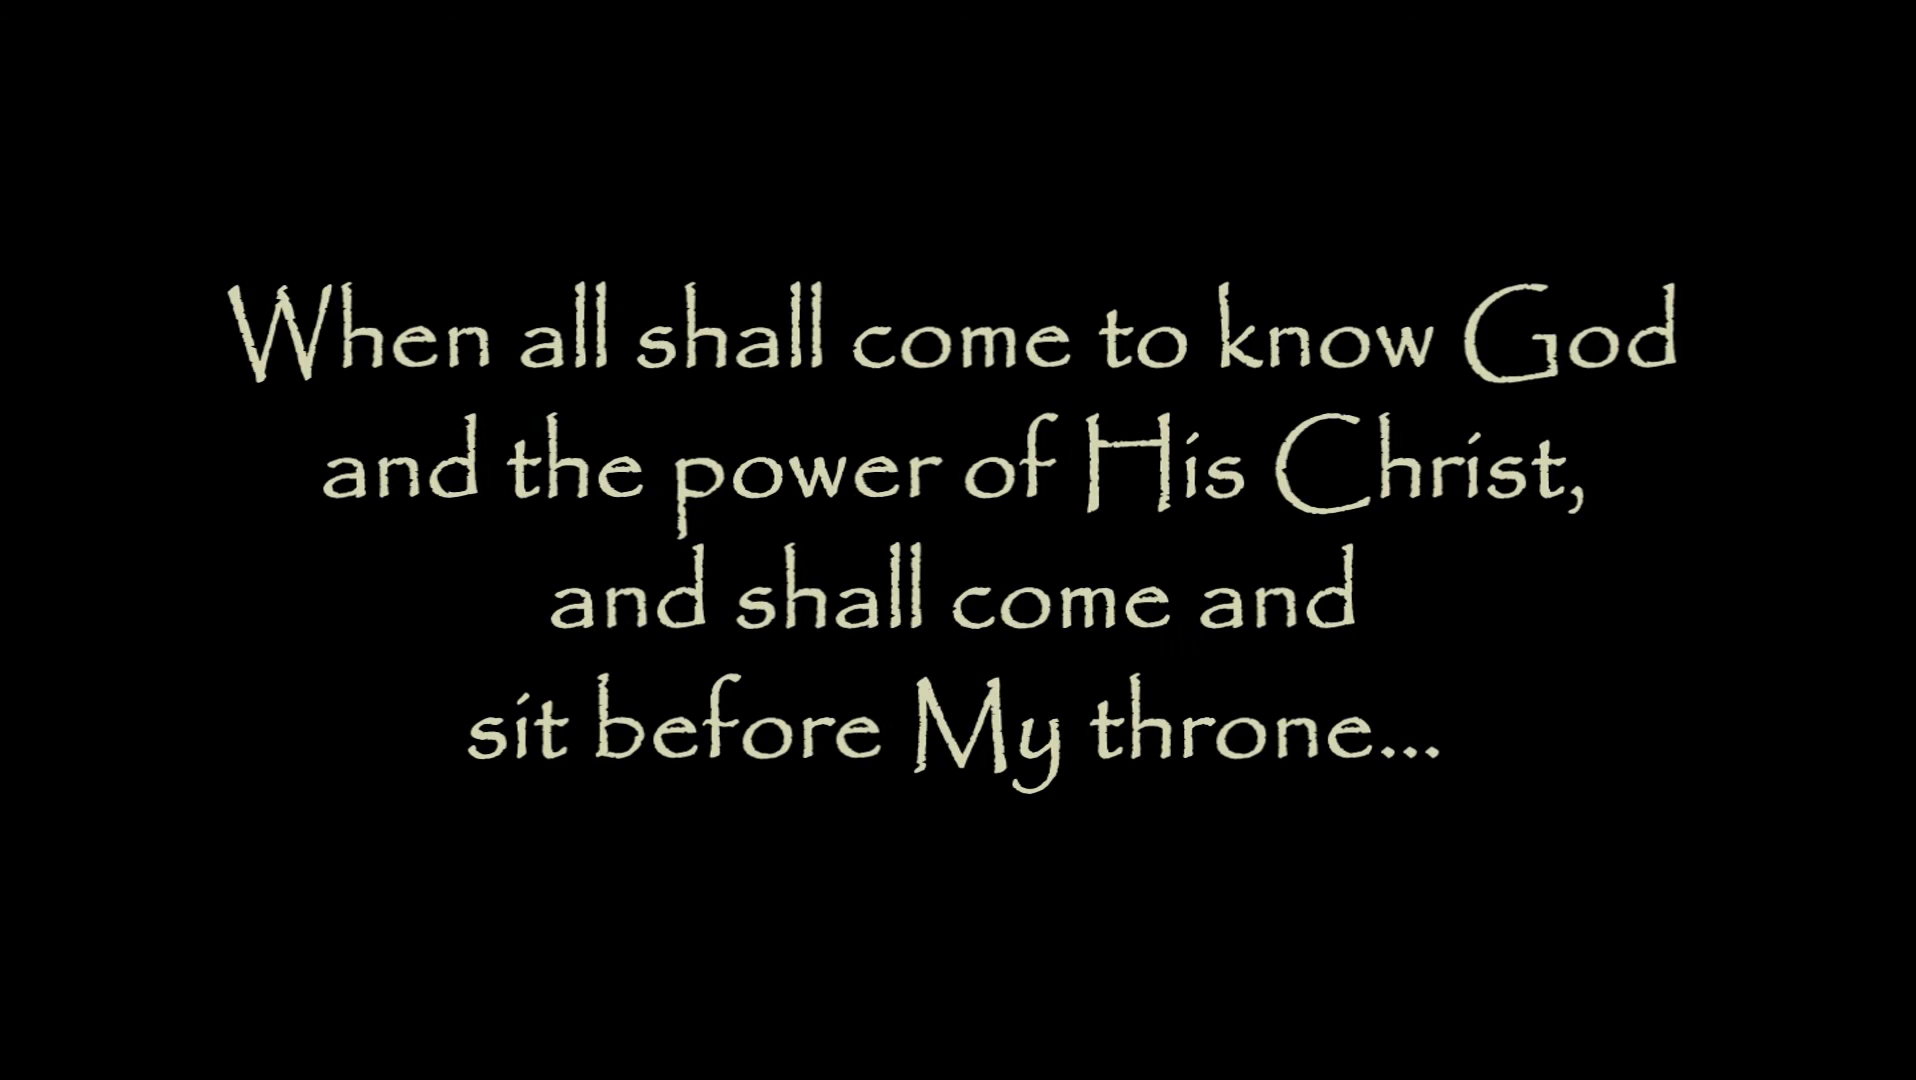 When all shall come to know God
and the power of His Christ,
and shall come and
sit before My throne...